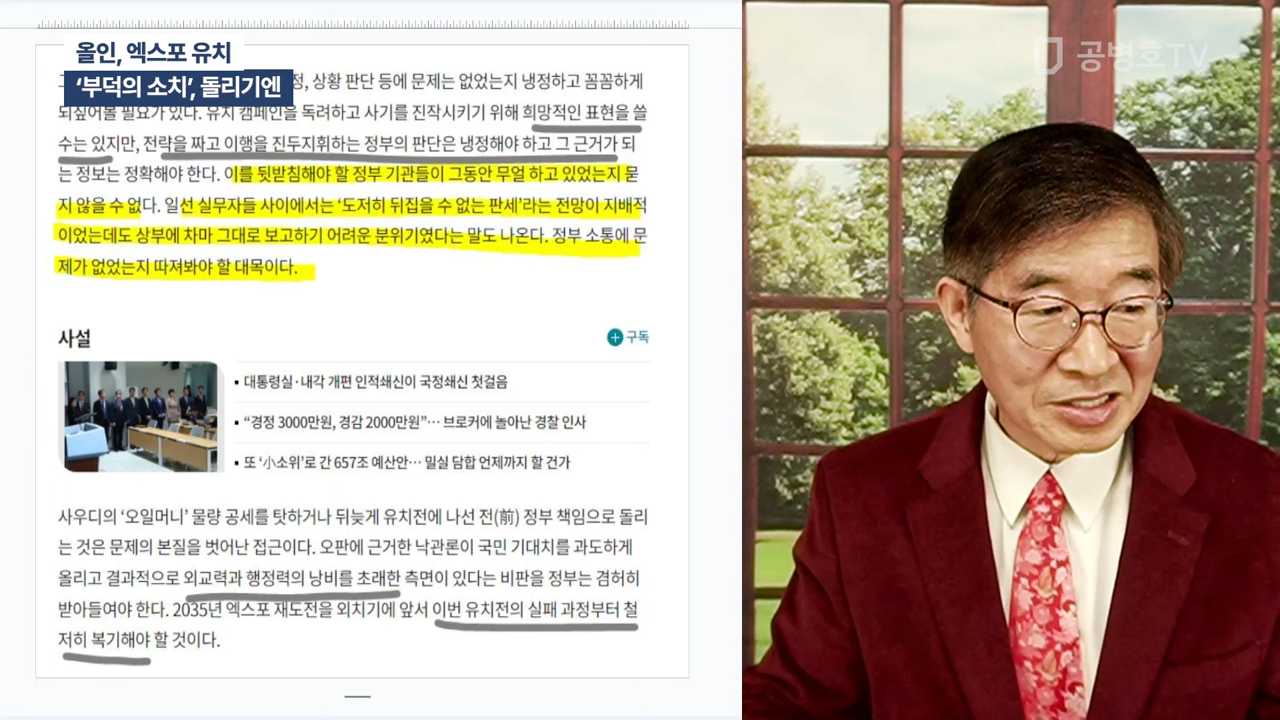 올인, 엑스포 유치
'부덕의 소치', 돌리기엔
정, 상황 판단 등에 문제는 없었는지 냉정하고 꼼꼼하게
되짚어볼 필요가 있다. 유치 캠페인을 독려하고 사기를 진작시키기 위해 희망적인 표현을 쓸
수는 있지만, 전략을 짜고 이행을 진두지휘하는 정부의 판단은 냉정해야 하고 그 근거가 되
는 정보는 정확해야 한다. 이를 뒷받침해야 할 정부 기관들이 그동안 무얼 하고 있었는지 묻
지 않을 수 없다. 일선 실무자들 사이에서는 '도저히 뒤집을 수 없는 판세'라는 전망이 지배적
이었는데도 상부에 차마 그대로 보고하기 어려운 분위기였다는 말도 나온다. 정부 소통에 문
제가 없었는지 따져봐야 할 대목이다.
사설
구독
▪ 대통령실·내각 개편 인적쇄신이 국정쇄신 첫걸음
▪ "경정 3000만원, 경감 2000만원"… 브로커에 놀아난 경찰 인사
▪ 또 '小소위'로 간 657조 예산안… 밀실 담합 언제까지 할 건가
사우디의 '오일머니' 물량 공세를 탓하거나 뒤늦게 유치전에 나선 전(前) 정부 책임으로 돌리
는 것은 문제의 본질을 벗어난 접근이다. 오판에 근거한 낙관론이 국민 기대치를 과도하게
올리고 결과적으로 외교력과 행정력의 낭비를 초래한 측면이 있다는 비판을 정부는 겸허히
받아들여야 한다. 2035년 엑스포 재도전을 외치기에 앞서 이번 유치전의 실패 과정부터 철
저히 복기해야 할 것이다.
공병호TV